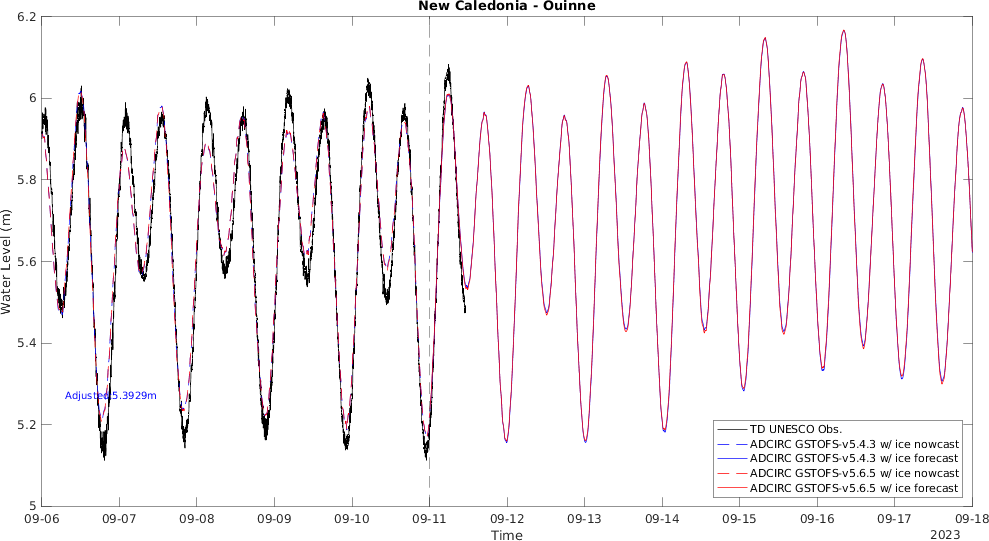 New Caledonia - Ouinne
6.2
6
5.8
5.6
5.4
5.2
5
Water Level (m)
Adjusted 5.3929m
TD UNESCO Obs.
ADCIRC GSTOFS-v5.4.3 w/ ice nowcast
ADCIRC GSTOFS-v5.4.3 w/ ice forecast
ADCIRC GSTOFS-v5.6.5 w/ ice nowcast
ADCIRC GSTOFS-v5.6.5 w/ ice forecast
09-06 09-07 09-08 09-09 09-10 09-11 09-12 09-13 09-14 09-15 09-16 09-17 09-18
Time
2023